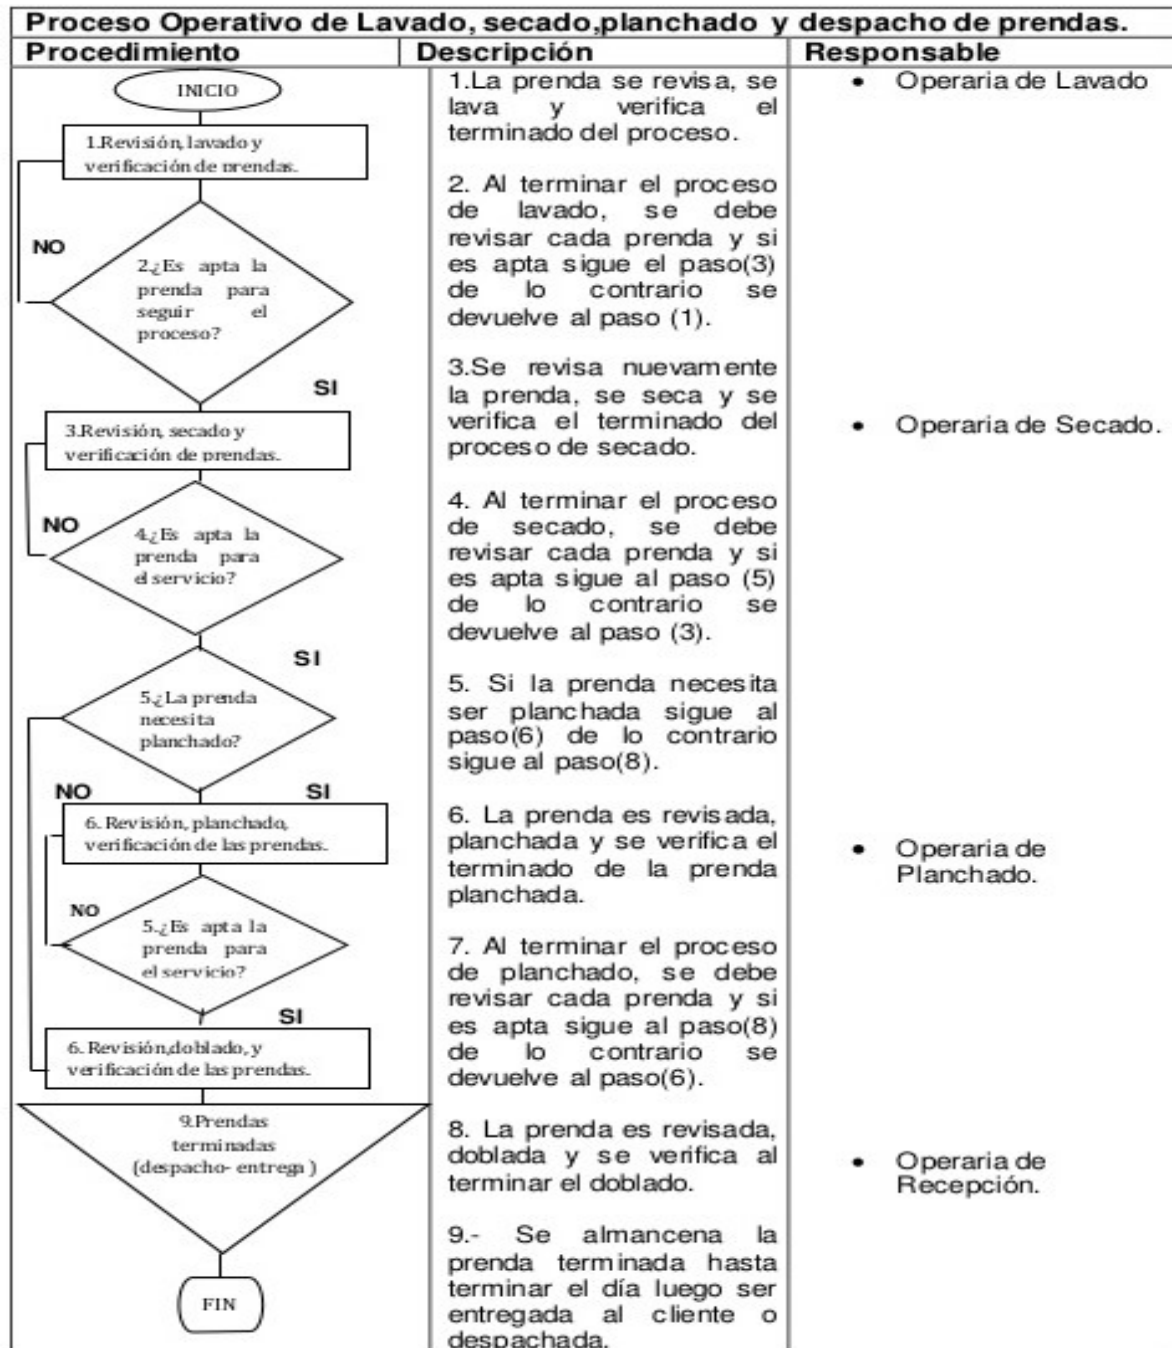 Proceso Operativo de Lavado, secado,planchado y despacho de prendas.
Procedimiento
Descripción
Responsable
INICIO
1.Revisión, lavado y
verificación de prendas.
NO
2.¿Es apta la
prenda para
seguir el
proceso?
SI
3.Revisión, secado y
verificación de prendas.
NO
4.¿Es apta la
prenda para
el servicio?
SI
5.¿La prenda
necesita
planchado?
NO
SI
6. Revisión, planchado,
verificación de las prendas.
NO
5.¿Es apta la
prenda para
el servicio?
SI
6. Revisión,doblado, y
verificación de las prendas.
9.Prendas
terminadas
(despacho- entrega )
FIN
1.La prenda se revisa, se
lava y verifica el
terminado del proceso.
2. Al terminar el proceso
de lavado, se debe
revisar cada prenda y si
es apta sigue el paso(3)
de lo contrario se
devuelve al paso (1).
3.Se revisa nuevamente
la prenda, se seca y se
verifica el terminado del
proceso de secado.
4. Al terminar el proceso
de secado, se debe
revisar cada prenda y si
es apta sigue al paso (5)
de lo contrario se
devuelve al paso (3).
5. Si la prenda necesita
ser planchada sigue al
paso(6) de lo contrario
sigue al paso(8).
6. La prenda es revisada,
planchada y se verifica el
terminado de la prenda
planchada.
7. Al terminar el proceso
de planchado, se debe
revisar cada prenda y si
es apta sigue al paso(8)
de lo contrario se
devuelve al paso(6).
8. La prenda es revisada,
doblada y se verifica al
terminar el doblado.
9.- Se almancena la
prenda terminada hasta
terminar el día luego ser
entregada al cliente o
despachada.
• Operaria de Lavado
• Operaria de Secado.
• Operaria de
Planchado.
• Operaria de
Recepción.